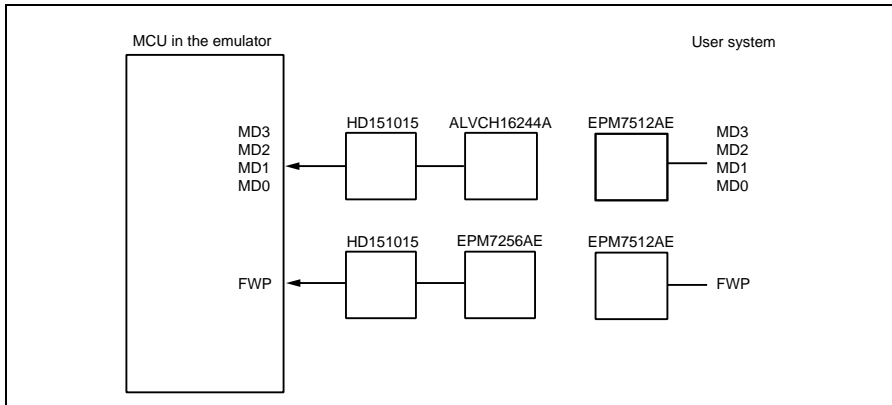 MCU in the emulator
User system
HD151015
ALVCH16244A
EPM7512AE
MD3
MD2
MD1
MD0
MD3
MD2
MD1
MD0
HD151015
EPM7256AE
EPM7512AE
FWP
FWP